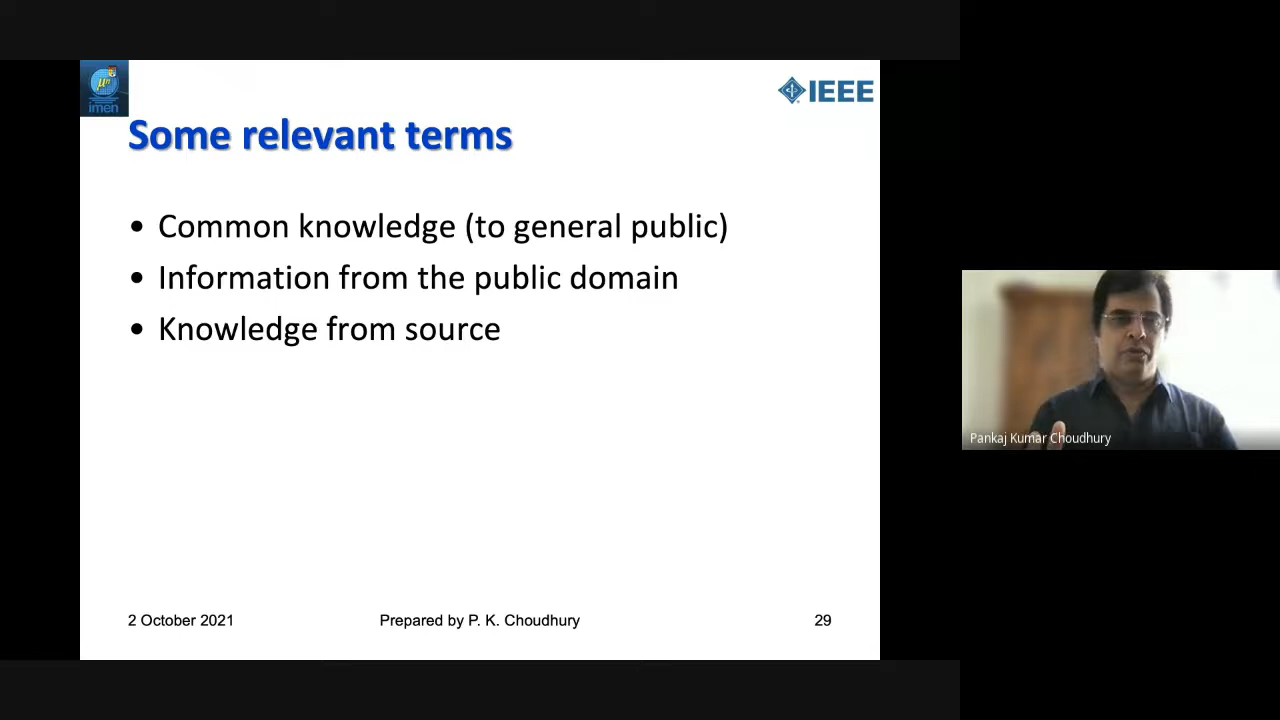 µn
imen
IEEE
Some relevant terms
• Common knowledge (to general public)
• Information from the public domain
• Knowledge from source
Pankaj Kumar Choudhury
2 October 2021
Prepared by P. K. Choudhury
29